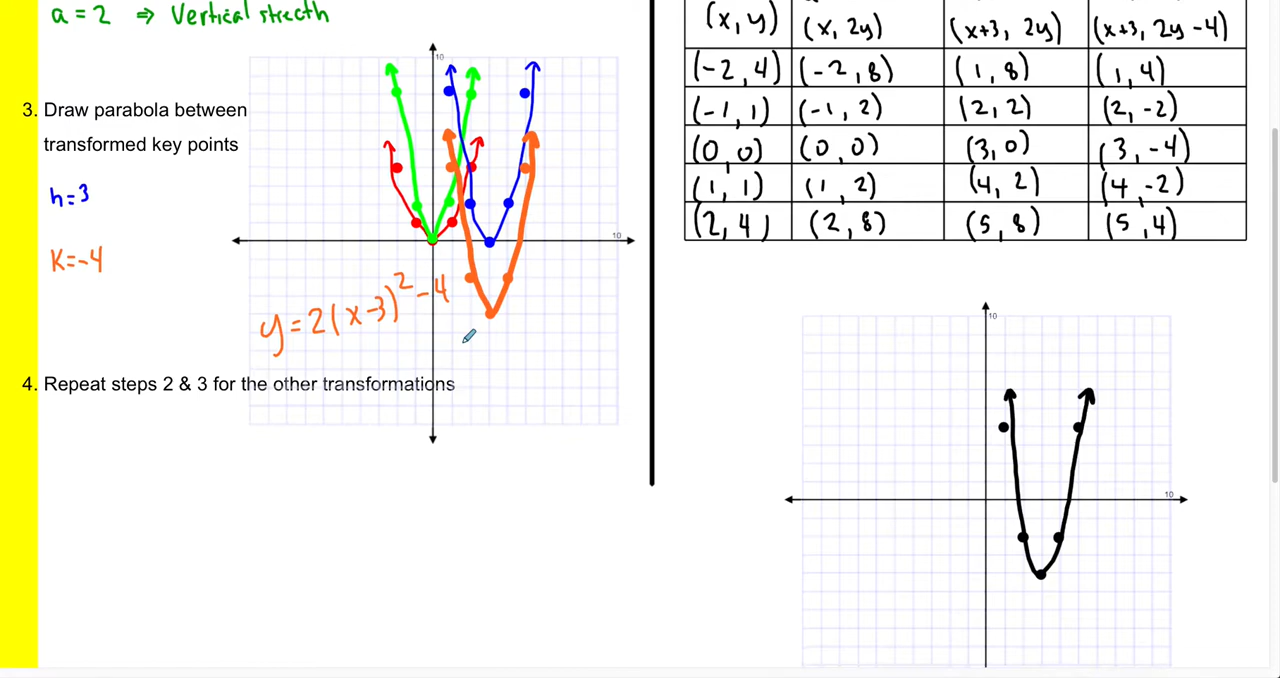 a = 2 ⇒ Vertical strecth
10
3. Draw parabola between
transformed key points
h=3
K=-4
10
y = 2(x-3)² - 4
4. Repeat steps 2 & 3 for the other transformations
(x, y) (x, 2y) (x+3, 2y) (x+3, 2y-4)
(-2, 4) (-2, 8) (1, 8) (1, 4)
(-1, 1) (-1, 2) (2, 2) (2, -2)
(0, 0) (0, 0) (3, 0) (3, -4)
(1, 1) (1, 2) (4, 2) (4, -2)
(2, 4) (2, 8) (5, 8) (5, 4)
10
10